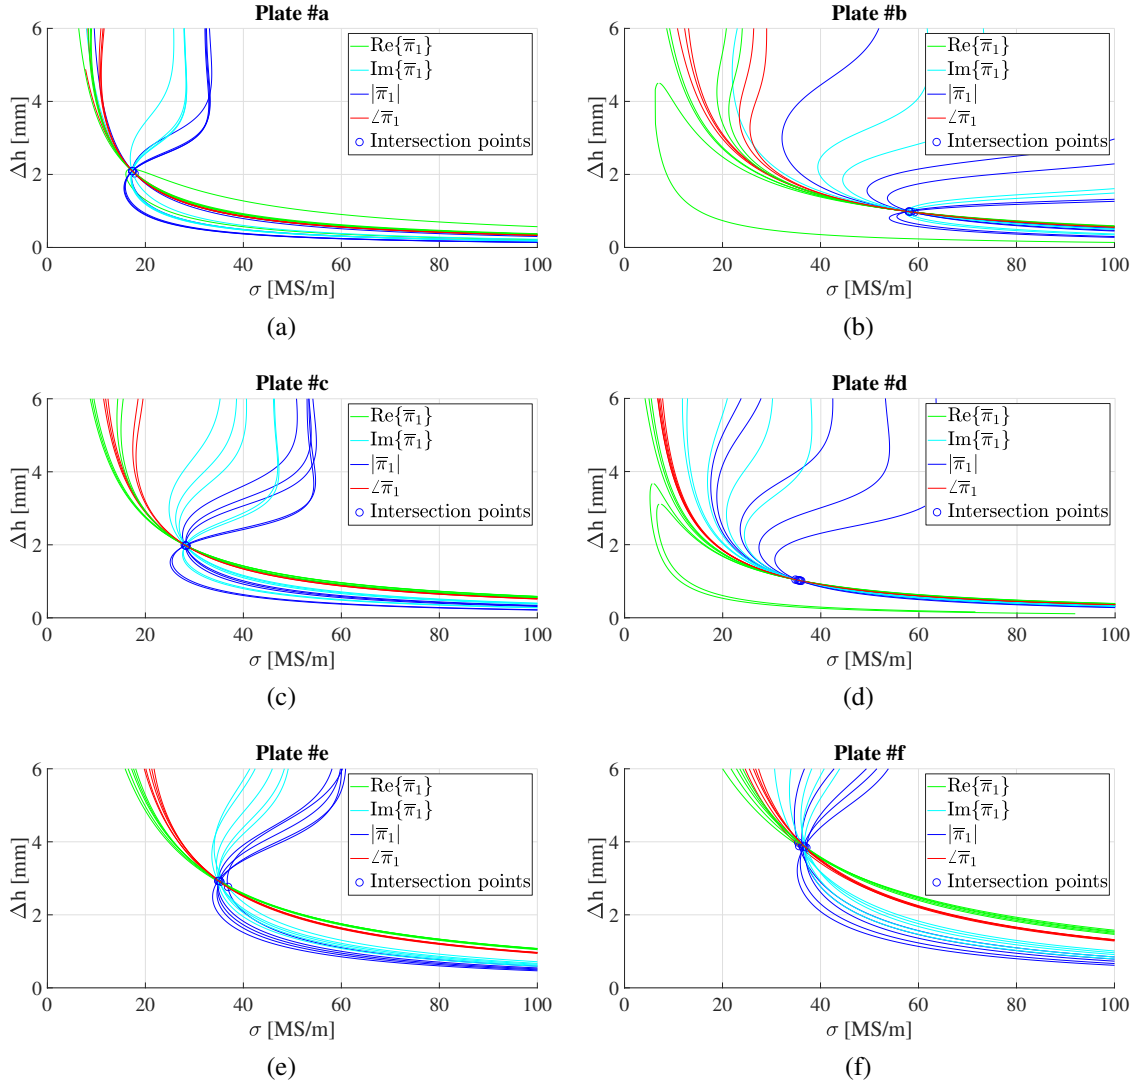 Plate #a
6
4
2
0
Δh [mm]
0 20 40 60 80 100
σ [MS/m]
Re{π̅₁}
Im{π̅₁}
|π̅₁|
∠π̅₁
Intersection points
(a)
Plate #b
6
4
2
0
Δh [mm]
0 20 40 60 80 100
σ [MS/m]
Re{π̅₁}
Im{π̅₁}
|π̅₁|
∠π̅₁
Intersection points
(b)
Plate #c
6
4
2
0
Δh [mm]
0 20 40 60 80 100
σ [MS/m]
Re{π̅₁}
Im{π̅₁}
|π̅₁|
∠π̅₁
Intersection points
(c)
Plate #d
6
4
2
0
Δh [mm]
0 20 40 60 80 100
σ [MS/m]
Re{π̅₁}
Im{π̅₁}
|π̅₁|
∠π̅₁
Intersection points
(d)
Plate #e
6
4
2
0
Δh [mm]
0 20 40 60 80 100
σ [MS/m]
Re{π̅₁}
Im{π̅₁}
|π̅₁|
∠π̅₁
Intersection points
(e)
Plate #f
6
4
2
0
Δh [mm]
0 20 40 60 80 100
σ [MS/m]
Re{π̅₁}
Im{π̅₁}
|π̅₁|
∠π̅₁
Intersection points
(f)